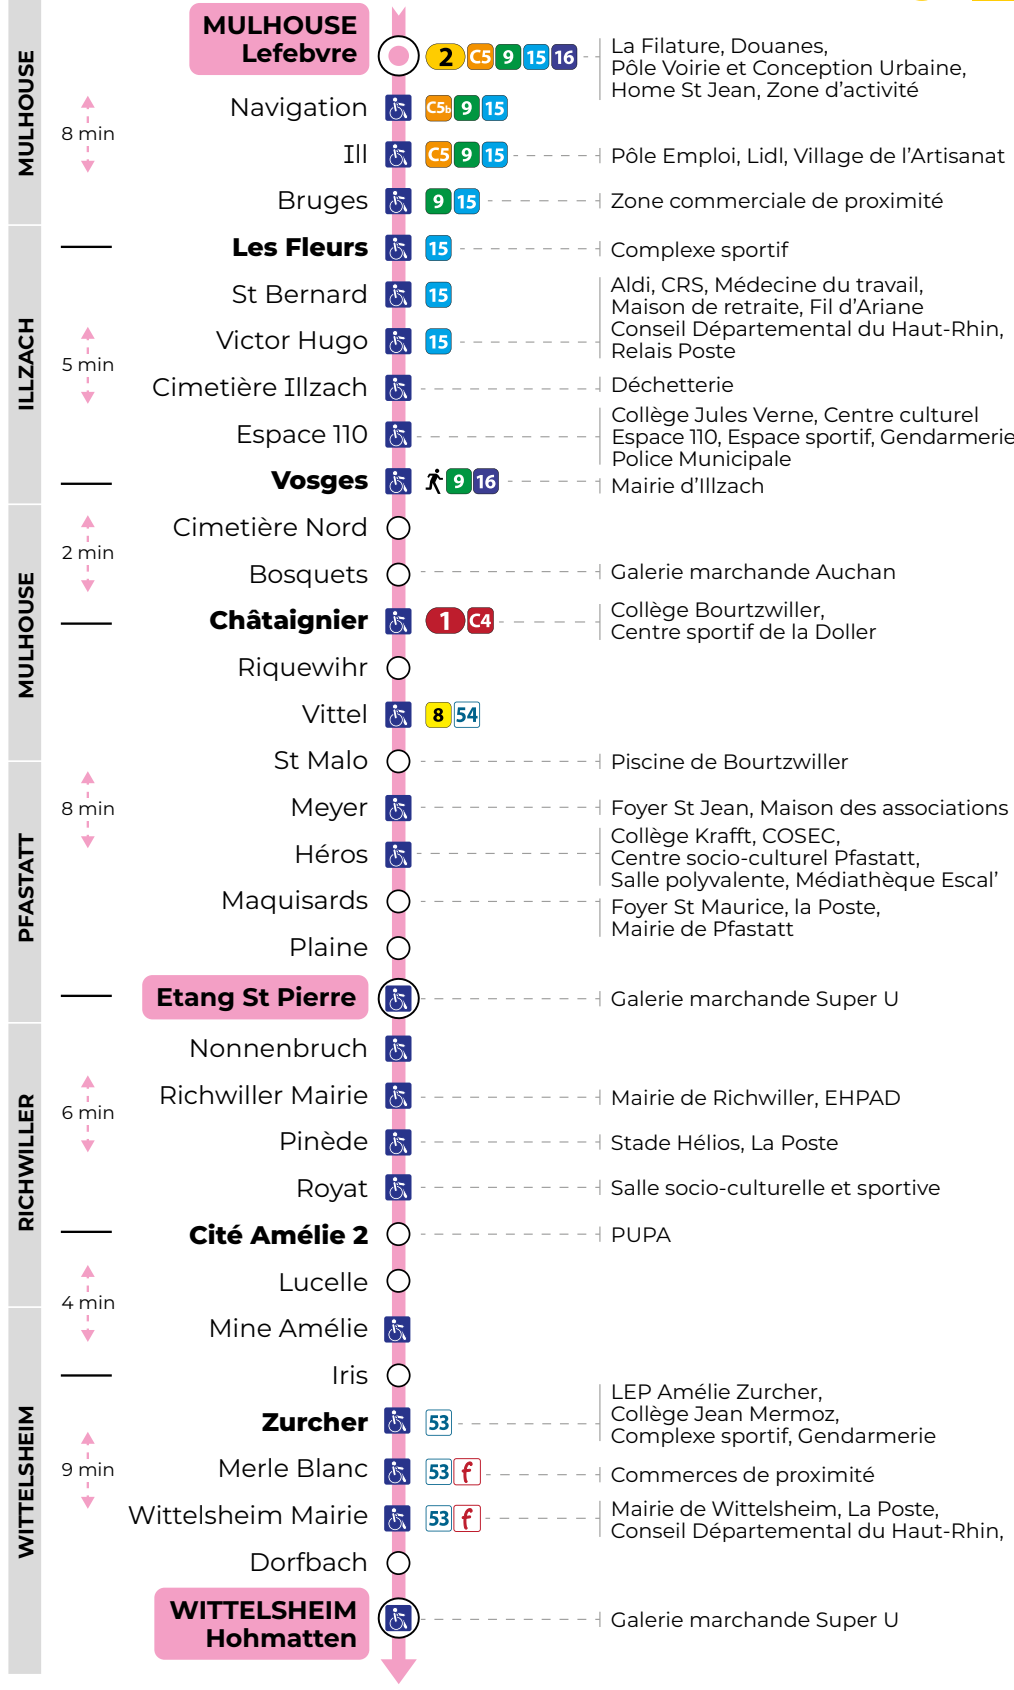 MULHOUSE
Lefebvre
2 C5 9 15 16
La Filature, Douanes,
Pôle Voirie et Conception Urbaine,
Home St Jean, Zone d’activité
MULHOUSE
8 min
Navigation
C5b 9 15
Ill
C5 9 15
Pôle Emploi, Lidl, Village de l’Artisanat
Bruges
9 15
Zone commerciale de proximité
Les Fleurs
15
Complexe sportif
St Bernard
15
Aldi, CRS, Médecine du travail,
Maison de retraite, Fil d’Ariane
Victor Hugo
15
Conseil Départemental du Haut-Rhin,
Relais Poste
ILLZACH
5 min
Cimetière Illzach
Déchetterie
Espace 110
Collège Jules Verne, Centre culturel
Espace 110, Espace sportif, Gendarmerie
Police Municipale
Vosges
9 16
Mairie d’Illzach
Cimetière Nord
2 min
Bosquets
Galerie marchande Auchan
MULHOUSE
Châtaignier
1 C4
Collège Bourtzwiller,
Centre sportif de la Doller
Riquewihr
Vittel
8 54
St Malo
Piscine de Bourtzwiller
8 min
Meyer
Foyer St Jean, Maison des associations
PFASTATT
Héros
Collège Krafft, COSEC,
Centre socio-culturel Pfastatt,
Salle polyvalente, Médiathèque Escal’
Maquisards
Foyer St Maurice, la Poste,
Mairie de Pfastatt
Plaine
Etang St Pierre
Galerie marchande Super U
Nonnenbruch
RICHWILLER
6 min
Richwiller Mairie
Mairie de Richwiller, EHPAD
Pinède
Stade Hélios, La Poste
Royat
Salle socio-culturelle et sportive
Cité Amélie 2
PUPA
Lucelle
4 min
Mine Amélie
Iris
WITTELSHEIM
Zurcher
53
LEP Amélie Zurcher,
Collège Jean Mermoz,
Complexe sportif, Gendarmerie
9 min
Merle Blanc
53 f
Commerces de proximité
Wittelsheim Mairie
53 f
Mairie de Wittelsheim, La Poste,
Conseil Départemental du Haut-Rhin,
Dorfbach
WITTELSHEIM
Hohmatten
Galerie marchande Super U